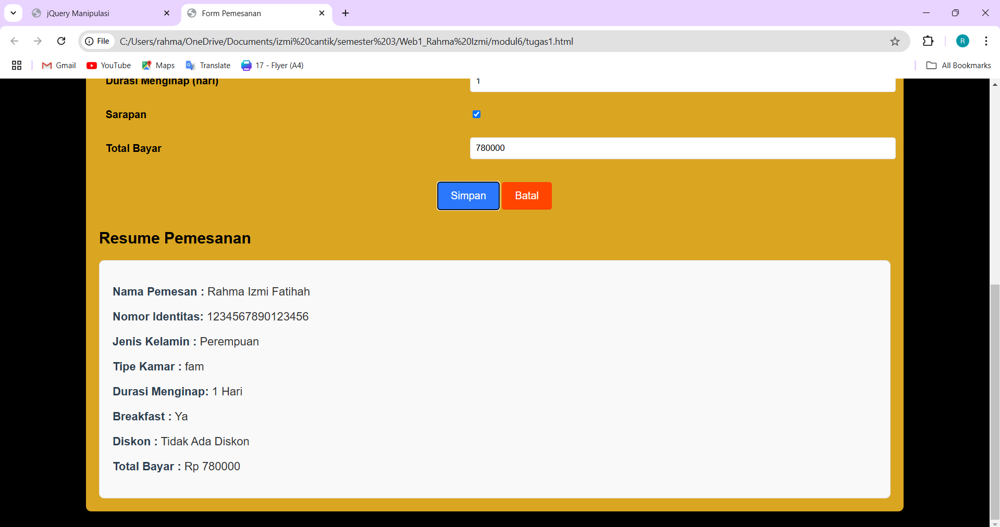 jQuery Manipulasi
Form Pemesanan
File
C:/Users/rahma/OneDrive/Documents/izmi%20cantik/semester%203/Web1_Rahma%20Izmi/modul6/tugas1.html
R
Gmail
YouTube
Maps
Translate
17 - Flyer (A4)
All Bookmarks
Durasi Menginap (hari)
1
Sarapan
Total Bayar
780000
Simpan
Batal
Resume Pemesanan
Nama Pemesan : Rahma Izmi Fatihah
Nomor Identitas: 1234567890123456
Jenis Kelamin : Perempuan
Tipe Kamar : fam
Durasi Menginap: 1 Hari
Breakfast : Ya
Diskon : Tidak Ada Diskon
Total Bayar : Rp 780000